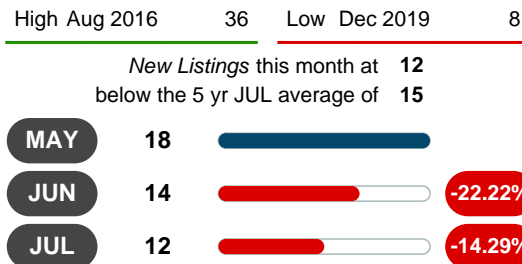 High Aug 2016 36 Low Dec 2019 8
New Listings this month at 12
below the 5 yr JUL average of 15
MAY 18
JUN 14 -22.22%
JUL 12 -14.29%